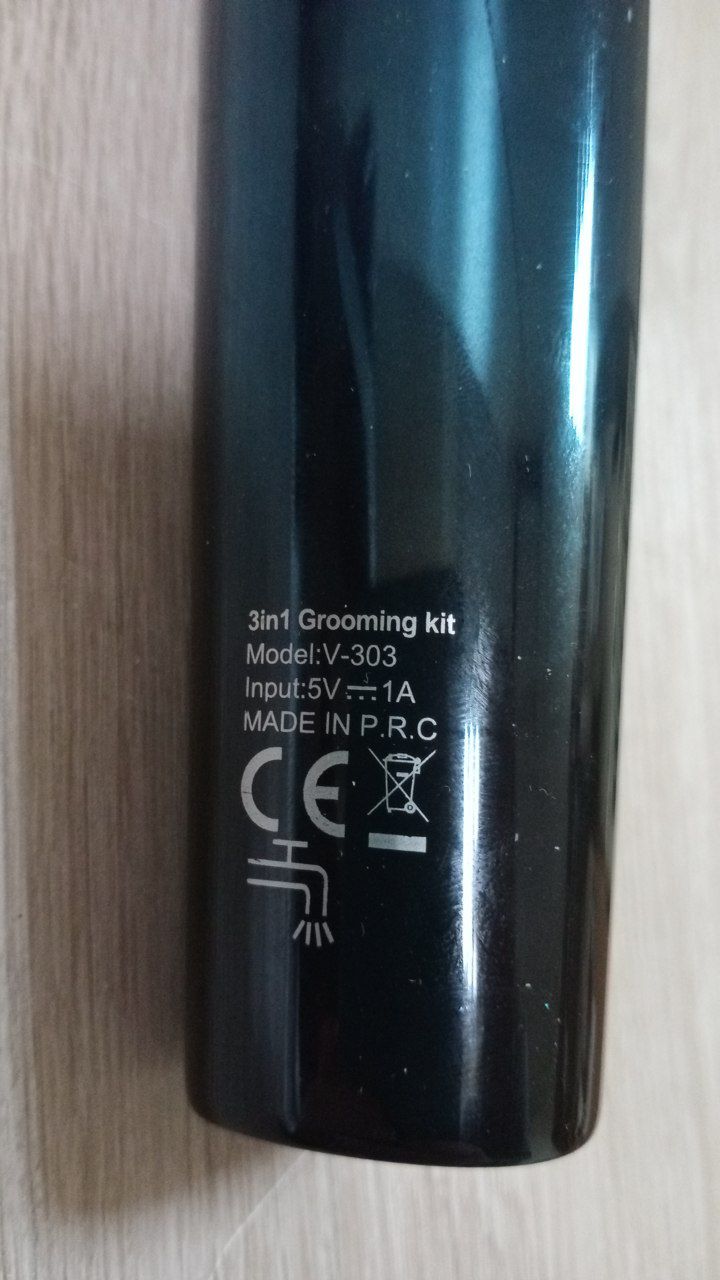 3in1 Grooming kit
Model:V-303
Input:5V⎓1A
MADE IN P.R.C
CE